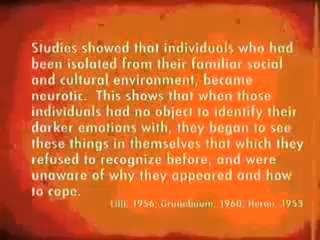 Studies showed that individuals who had
been isolated from their familiar social
and cultural environment, became
neurotic. This shows that when those
individuals had no object to identify their
darker emotions with, they began to see
these things in themselves that which they
refused to recognize before, and were
unaware of why they appeared and how
to cope.
Lilli, 1956; Grunebaum, 1960, Heron, 1953